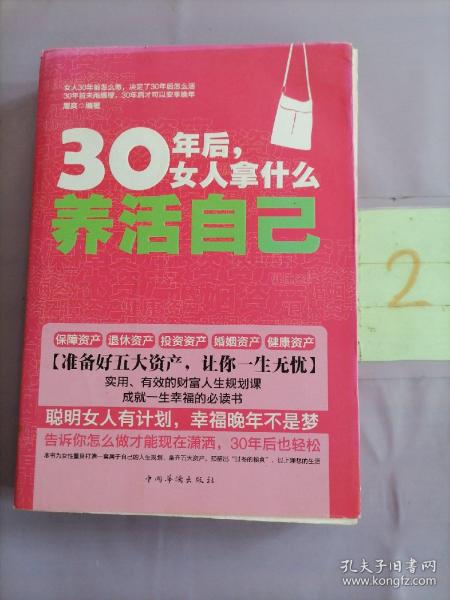 女人30年前怎么想，决定了30年后怎么活
30年前未雨绸缪，30年后才可以安享晚年
周爽◎编著
30年后，
女人拿什么
养活自己
2
保障资产 退休资产 投资资产 婚姻资产 健康资产
【准备好五大资产，让你一生无忧】
实用、有效的财富人生规划课
成就一生幸福的必读书
聪明女人有计划，幸福晚年不是梦
告诉你怎么做才能现在潇洒，30年后也轻松
中国华侨出版社
孔夫子旧书网
www.kongfz.com